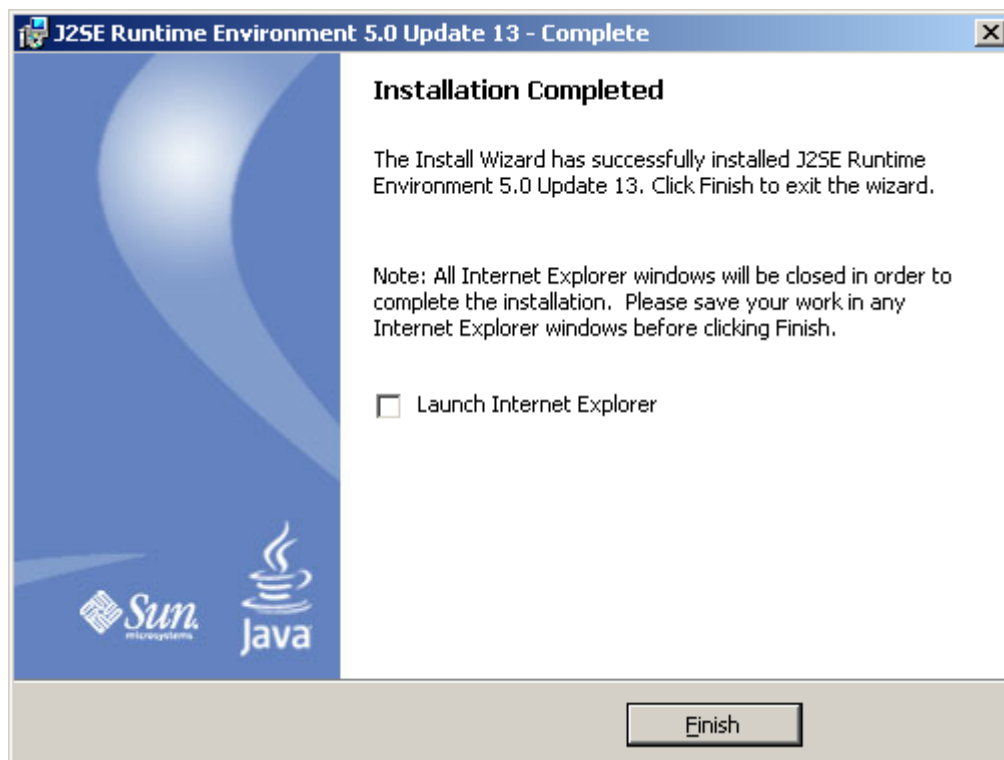 J2SE Runtime Environment 5.0 Update 13 - Complete
Installation Completed
The Install Wizard has successfully installed J2SE Runtime
Environment 5.0 Update 13. Click Finish to exit the wizard.
Note: All Internet Explorer windows will be closed in order to
complete the installation.  Please save your work in any
Internet Explorer windows before clicking Finish.
Launch Internet Explorer
Sun
microsystems
Java
Finish